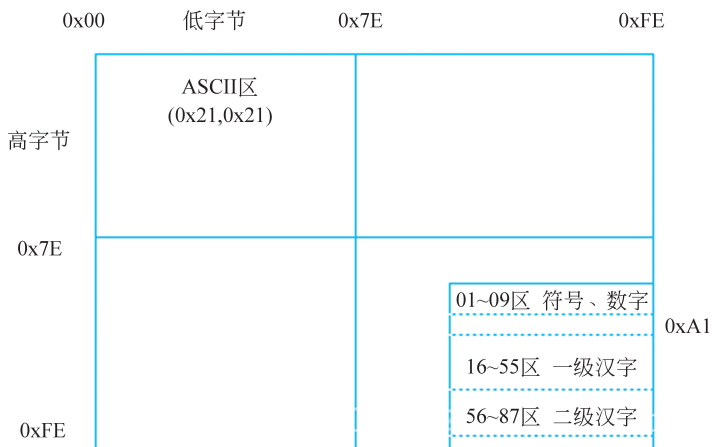 0x00 低字节 0x7E 0xFE
ASCII区
(0x21,0x21)
高字节
0x7E
01~09区 符号、数字
0xA1
16~55区 一级汉字
56~87区 二级汉字
0xFE